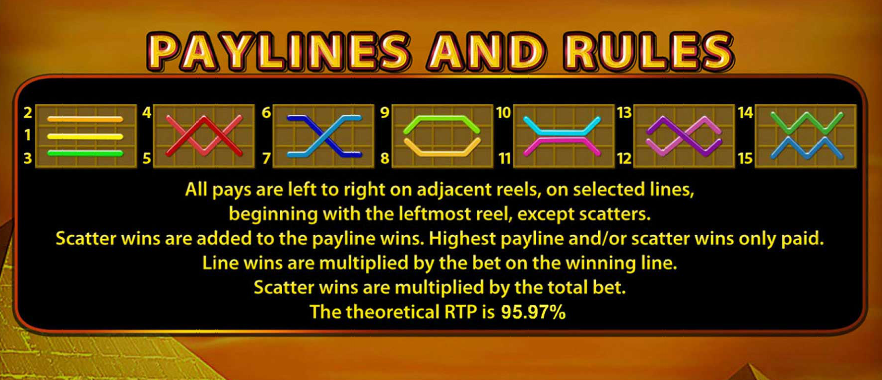 PAYLINES AND RULES
2 4 6 9 10 13 14
1
3 5 7 8 11 12 15
All pays are left to right on adjacent reels, on selected lines,
beginning with the leftmost reel, except scatters.
Scatter wins are added to the payline wins. Highest payline and/or scatter wins only paid.
Line wins are multiplied by the bet on the winning line.
Scatter wins are multiplied by the total bet.
The theoretical RTP is 95.97%